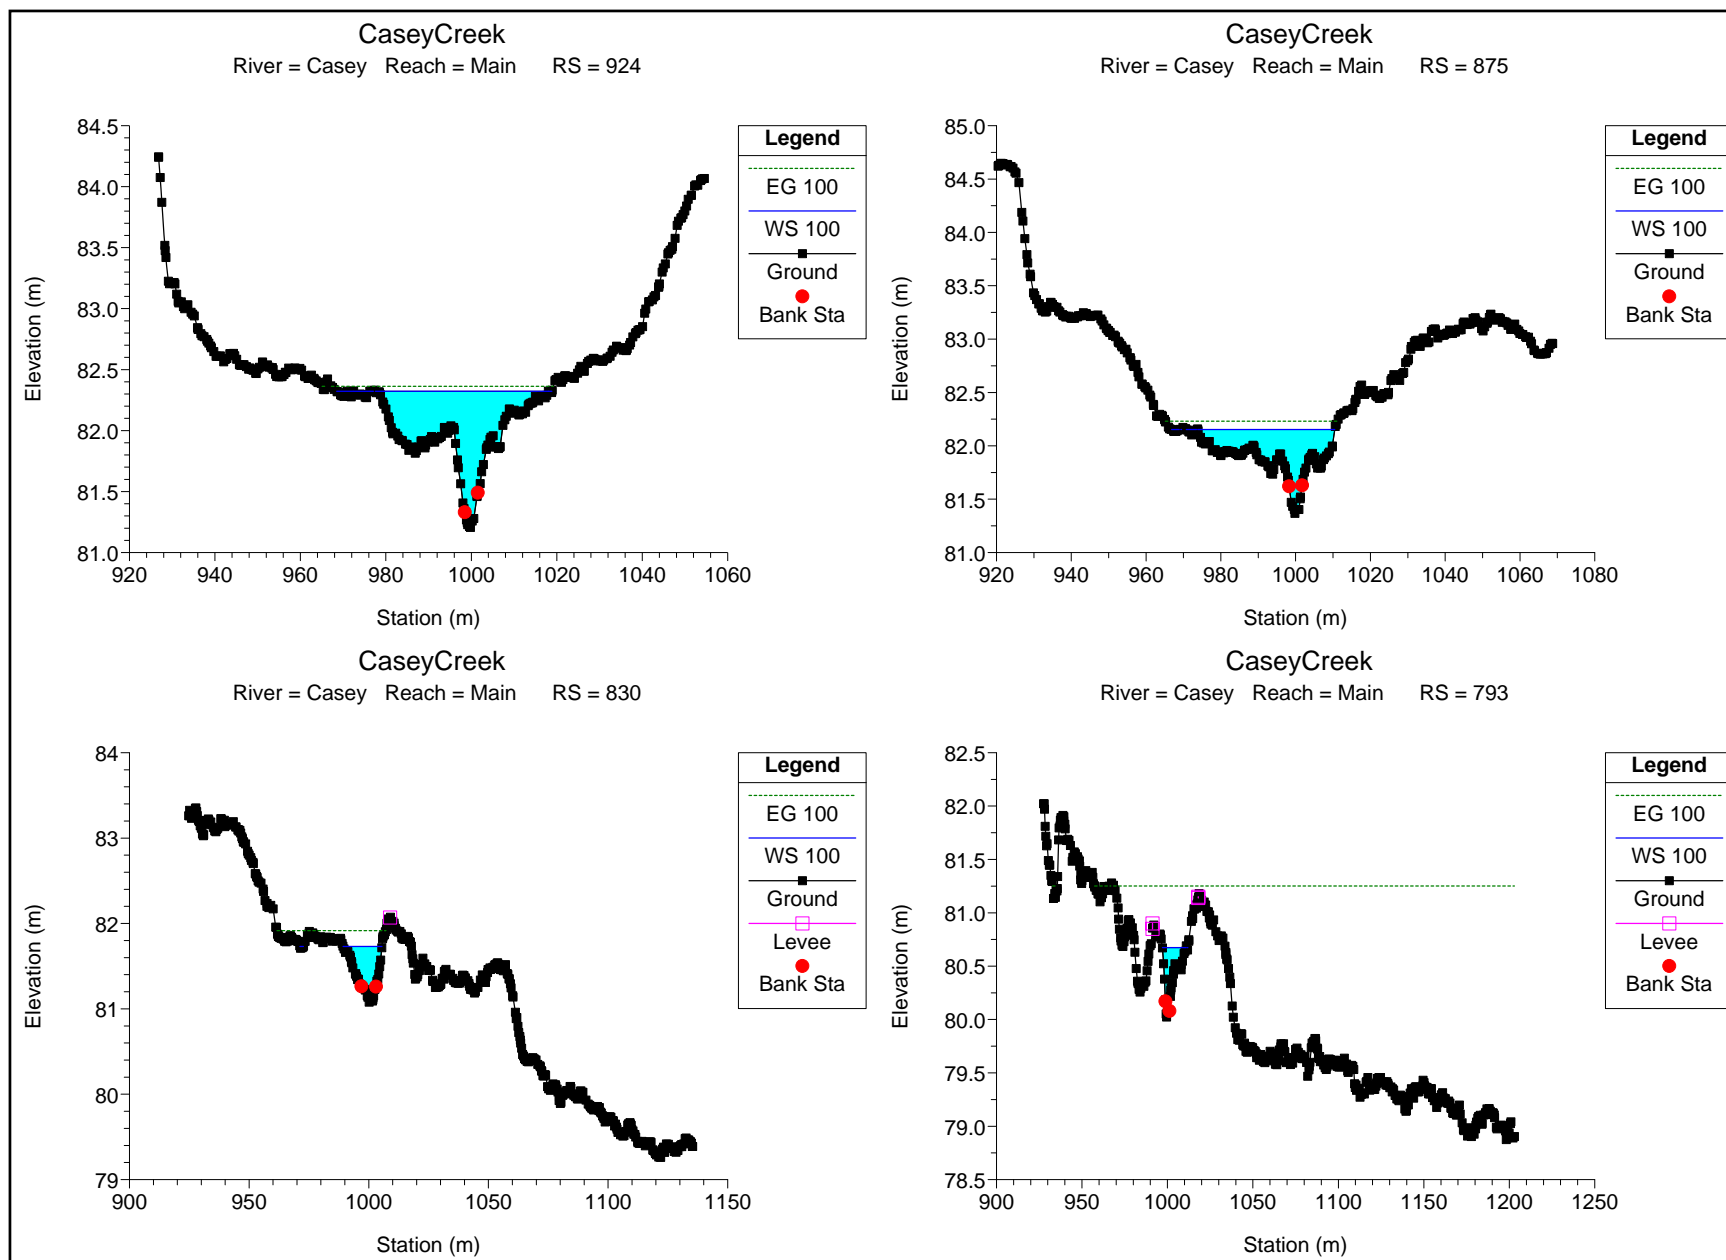 CaseyCreek
River = Casey   Reach = Main      RS = 924
84.5
84.0
83.5
83.0
82.5
82.0
81.5
81.0
920 940 960 980 1000 1020 1040 1060
Elevation (m)
Station (m)
Legend
EG 100
WS 100
Ground
Bank Sta
CaseyCreek
River = Casey   Reach = Main      RS = 875
85.0
84.5
84.0
83.5
83.0
82.5
82.0
81.5
81.0
920 940 960 980 1000 1020 1040 1060 1080
Elevation (m)
Station (m)
Legend
EG 100
WS 100
Ground
Bank Sta
CaseyCreek
River = Casey   Reach = Main      RS = 830
84
83
82
81
80
79
900 950 1000 1050 1100 1150
Elevation (m)
Station (m)
Legend
EG 100
WS 100
Ground
Levee
Bank Sta
CaseyCreek
River = Casey   Reach = Main      RS = 793
82.5
82.0
81.5
81.0
80.5
80.0
79.5
79.0
78.5
900 950 1000 1050 1100 1150 1200 1250
Elevation (m)
Station (m)
Legend
EG 100
WS 100
Ground
Levee
Bank Sta